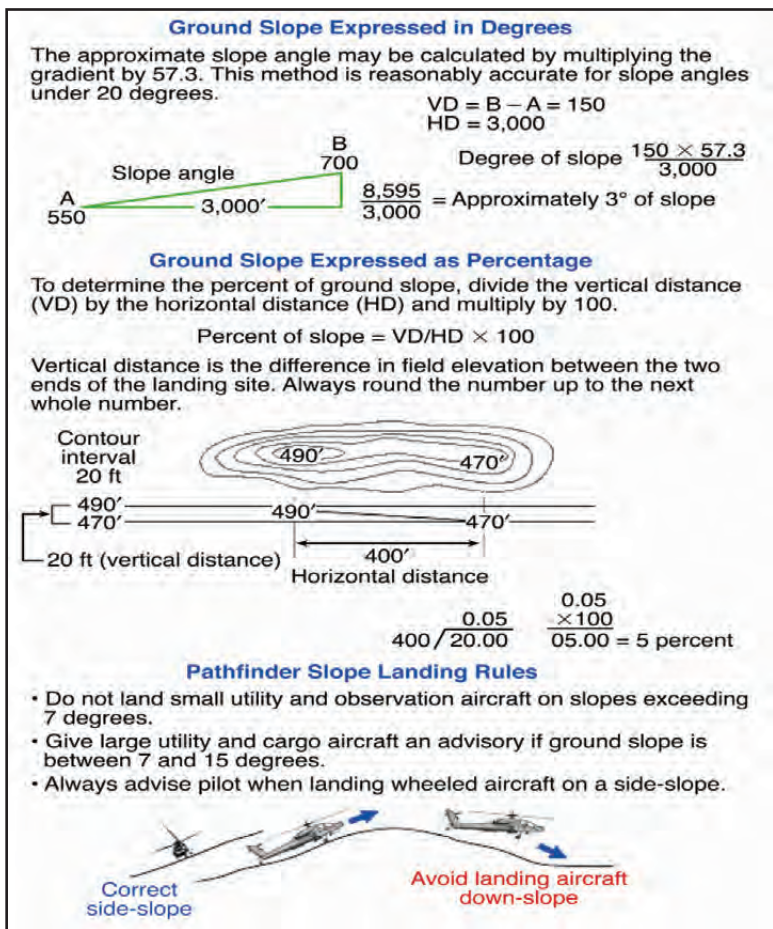 Ground Slope Expressed in Degrees
The approximate slope angle may be calculated by multiplying the
gradient by 57.3. This method is reasonably accurate for slope angles
under 20 degrees.
VD = B – A = 150
HD = 3,000
B
700
Slope angle
Degree of slope 150 × 57.3
3,000
A
550
3,000′
8,595
3,000
= Approximately 3° of slope
Ground Slope Expressed as Percentage
To determine the percent of ground slope, divide the vertical distance
(VD) by the horizontal distance (HD) and multiply by 100.
Percent of slope = VD/HD × 100
Vertical distance is the difference in field elevation between the two
ends of the landing site. Always round the number up to the next
whole number.
Contour
interval
20 ft
490′
470′
490′
470′
490′
470′
20 ft (vertical distance)
400′
Horizontal distance
0.05
400/20.00
0.05
×100
05.00 = 5 percent
Pathfinder Slope Landing Rules
• Do not land small utility and observation aircraft on slopes exceeding
7 degrees.
• Give large utility and cargo aircraft an advisory if ground slope is
between 7 and 15 degrees.
• Always advise pilot when landing wheeled aircraft on a side-slope.
Correct
side-slope
Avoid landing aircraft
down-slope